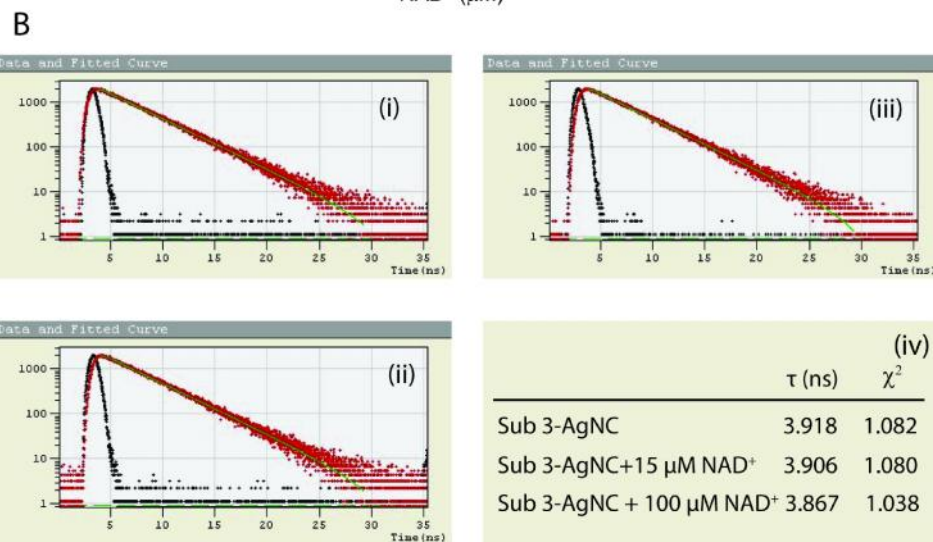 B
Data and Fitted Curve
(i)
1000
100
10
1
5 10 15 20 25 30 35
Time(ns)
Data and Fitted Curve
(iii)
1000
100
10
1
5 10 15 20 25 30 35
Time(ns)
Data and Fitted Curve
(ii)
1000
100
10
1
5 10 15 20 25 30 35
Time(ns)
(iv)
τ (ns) χ²
Sub 3-AgNC 3.918 1.082
Sub 3-AgNC+15 μM NAD⁺ 3.906 1.080
Sub 3-AgNC + 100 μM NAD⁺ 3.867 1.038